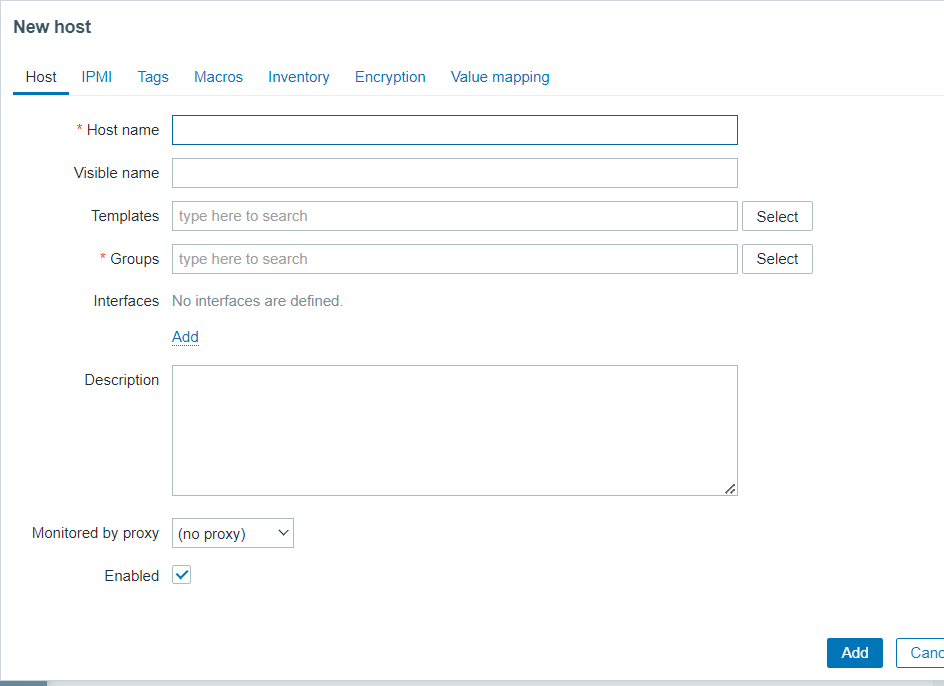 New host
Host IPMI Tags Macros Inventory Encryption Value mapping
* Host name
Visible name
Templates type here to search Select
* Groups type here to search Select
Interfaces No interfaces are defined.
Add
Description
Monitored by proxy (no proxy)
Enabled
Add Canc